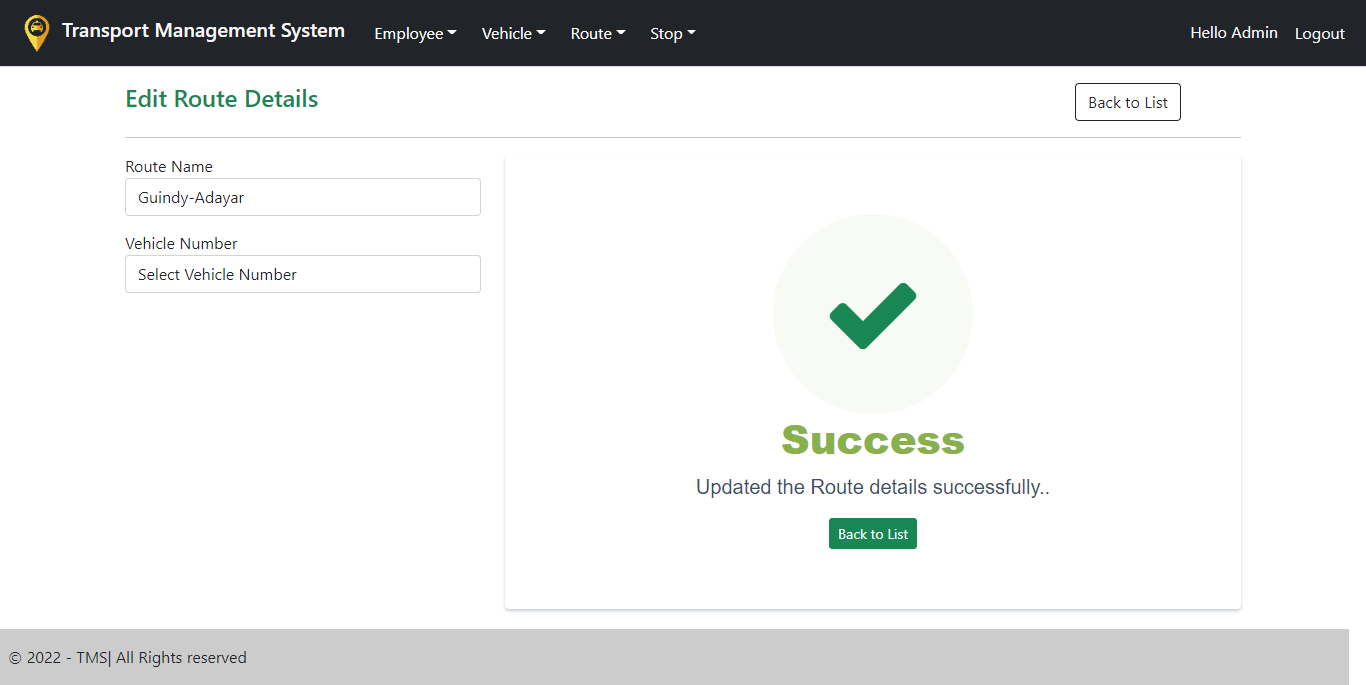 Transport Management System Employee Vehicle Route Stop Hello Admin Logout
Edit Route Details Back to List
Route Name
Guindy-Adayar
Vehicle Number
Select Vehicle Number
Success
Updated the Route details successfully..
Back to List
© 2022 - TMS| All Rights reserved